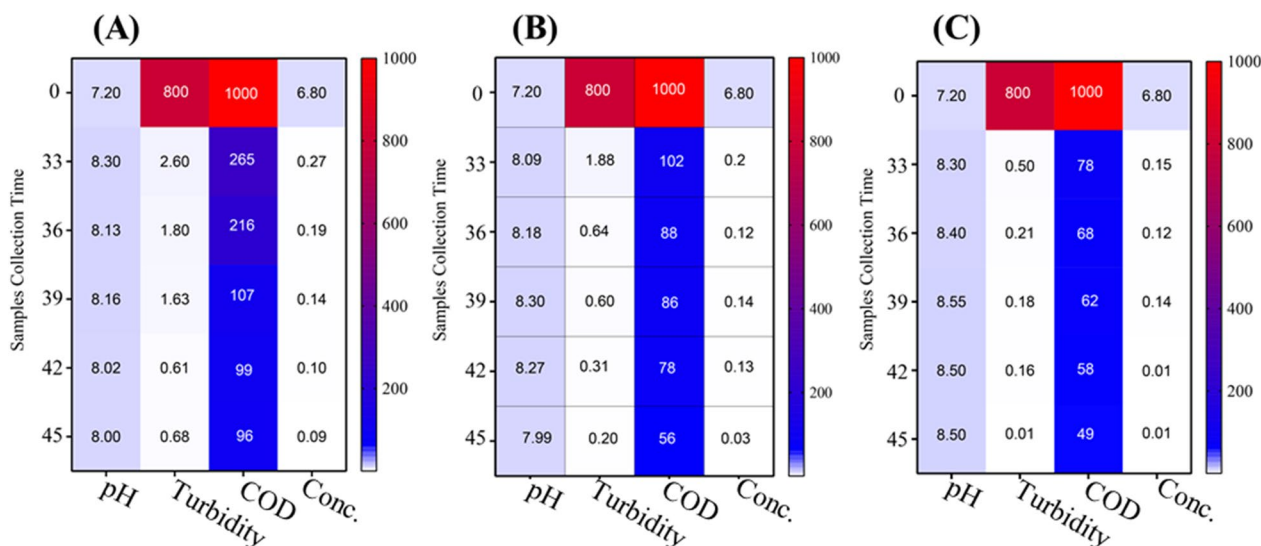 (A)
(B)
(C)
Samples Collection Time
0 7.20 800 1000 6.80
33 8.30 2.60 265 0.27
36 8.13 1.80 216 0.19
39 8.16 1.63 107 0.14
42 8.02 0.61 99 0.10
45 8.00 0.68 96 0.09
pH Turbidity COD Conc.
1000
800
600
400
200
Samples Collection Time
0 7.20 800 1000 6.80
33 8.09 1.88 102 0.2
36 8.18 0.64 88 0.12
39 8.30 0.60 86 0.14
42 8.27 0.31 78 0.13
45 7.99 0.20 56 0.03
pH Turbidity COD Conc.
1000
800
600
400
200
Samples Collection Time
0 7.20 800 1000 6.80
33 8.30 0.50 78 0.15
36 8.40 0.21 68 0.12
39 8.55 0.18 62 0.14
42 8.50 0.16 58 0.01
45 8.50 0.01 49 0.01
pH Turbidity COD Conc.
1000
800
600
400
200